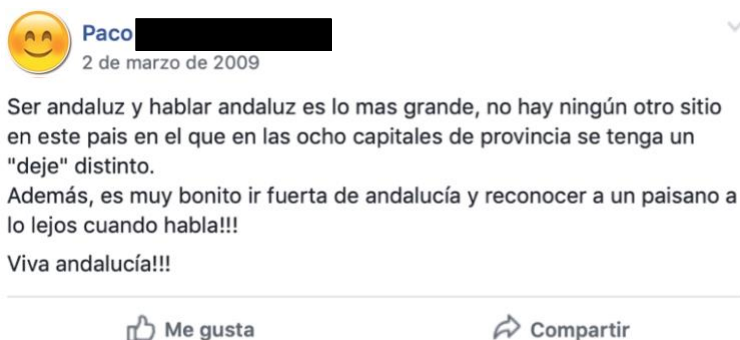 Paco
2 de marzo de 2009
Ser andaluz y hablar andaluz es lo mas grande, no hay ningún otro sitio
en este pais en el que en las ocho capitales de provincia se tenga un
"deje" distinto.
Además, es muy bonito ir fuerta de andalucía y reconocer a un paisano a
lo lejos cuando habla!!!
Viva andalucía!!!
Me gusta
Compartir